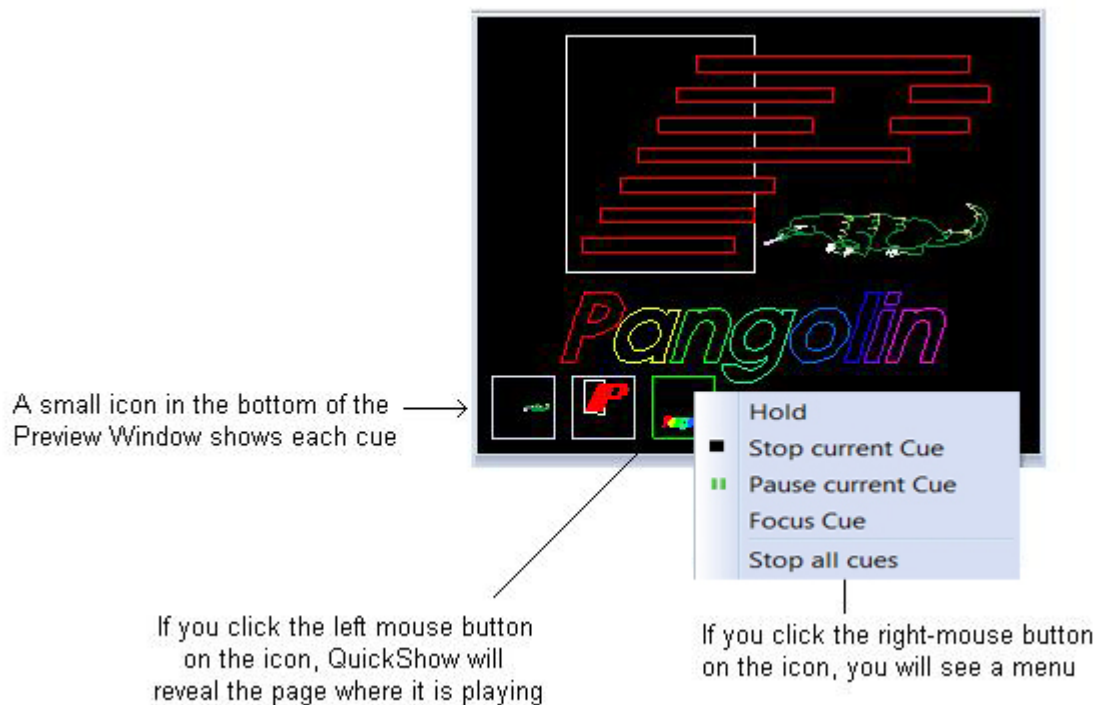 Pangolin
A small icon in the bottom of the
Preview Window shows each cue
Hold
Stop current Cue
Pause current Cue
Focus Cue
Stop all cues
If you click the left mouse button
on the icon, QuickShow will
reveal the page where it is playing
If you click the right-mouse button
on the icon, you will see a menu